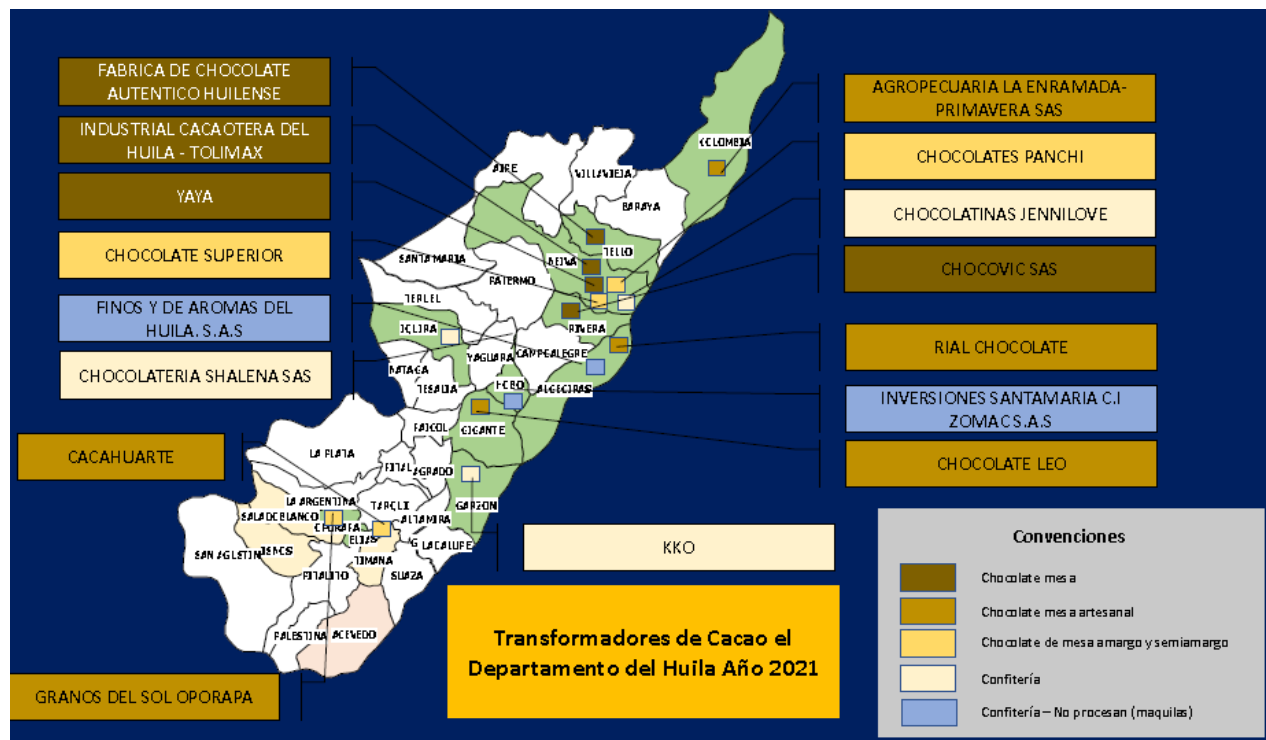 FABRICA DE CHOCOLATE
AUTENTICO HUILENSE
INDUSTRIAL CACAOTERA DEL
HUILA - TOLIMAX
YAYA
CHOCOLATE SUPERIOR
FINOS Y DE AROMAS DEL
HUILA. S.A.S
CHOCOLATERIA SHALENA SAS
CACAHUARTE
GRANOS DEL SOL OPORAPA
AGROPECUARIA LA ENRAMADA-
PRIMAVERA SAS
CHOCOLATES PANCHI
CHOCOLATINAS JENNILOVE
CHOCOVIC SAS
RIAL CHOCOLATE
INVERSIONES SANTAMARIA C.I
ZOMAC S.A.S
CHOCOLATE LEO
KKO
COLOMBIA
VILLAVIEJA
BARAYA
TELLO
NEIVA
SANTA MARIA
PALERMO
TERUEL
RIVERA
YAGUARA
CAMPOALEGRE
TESALIA
HOBO
ALGECIRAS
PAICOL
GIGANTE
LA PLATA
AGRADO
GARZON
LA ARGENTINA
TARQUI
SALADOBLANCO
OPORAPA
ALTAMIRA
ELIAS
SAN AGUSTIN
TIMANA
PITALITO
SUAZA
PALESTINA
ACEVEDO
Transformadores de Cacao el
Departamento del Huila Año 2021
Convenciones
Chocolate mesa
Chocolate mesa artesanal
Chocolate de mesa amargo y semiamargo
Confitería
Confitería – No procesan (maquilas)